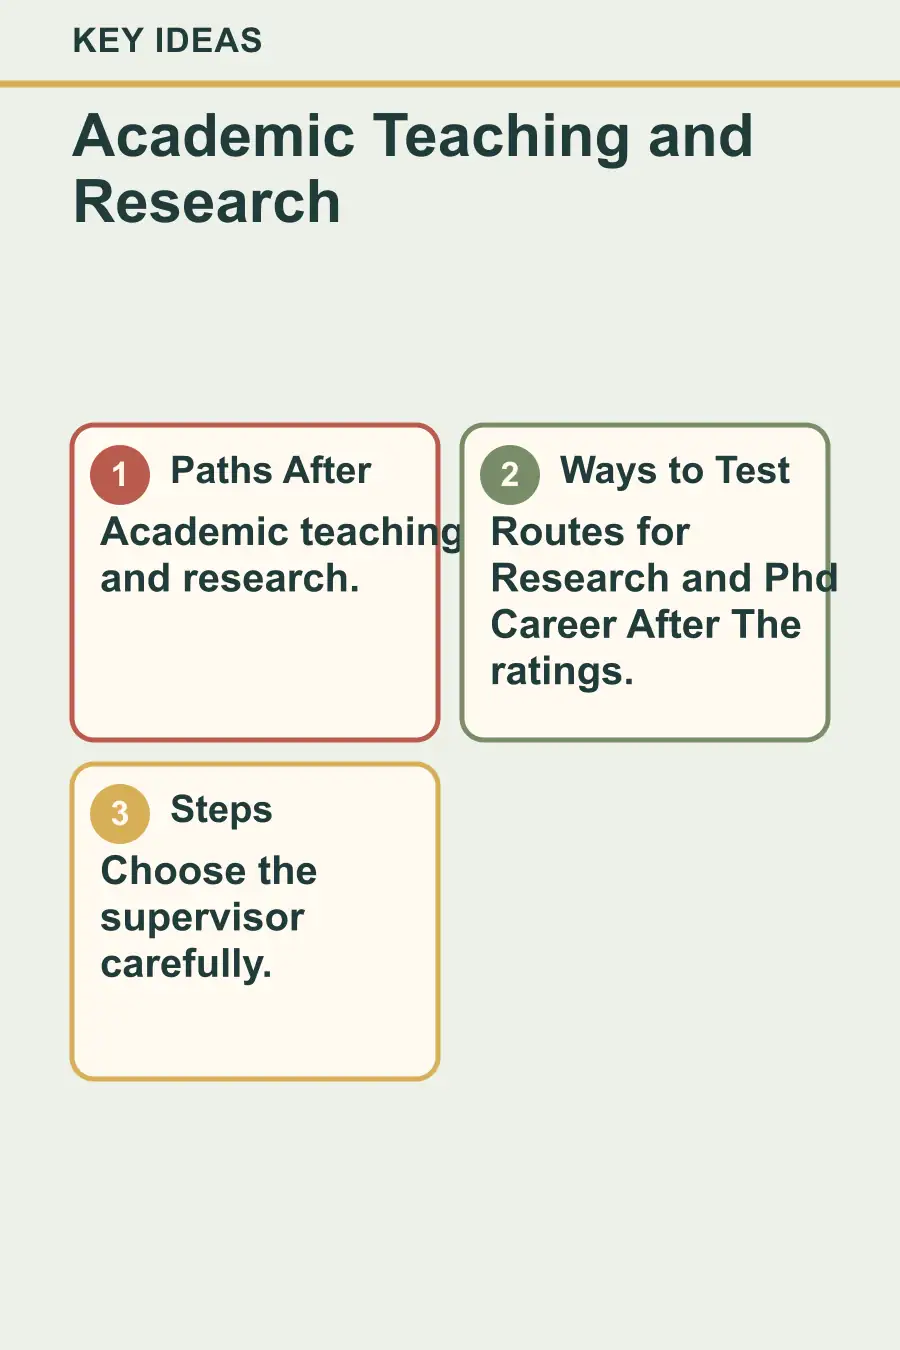 KEY IDEAS
Academic Teaching and
Research
1 Paths After
Academic teaching
and research.
2 Ways to Test
Routes for
Research and Phd
Career After The
ratings.
3 Steps
Choose the
supervisor
carefully.